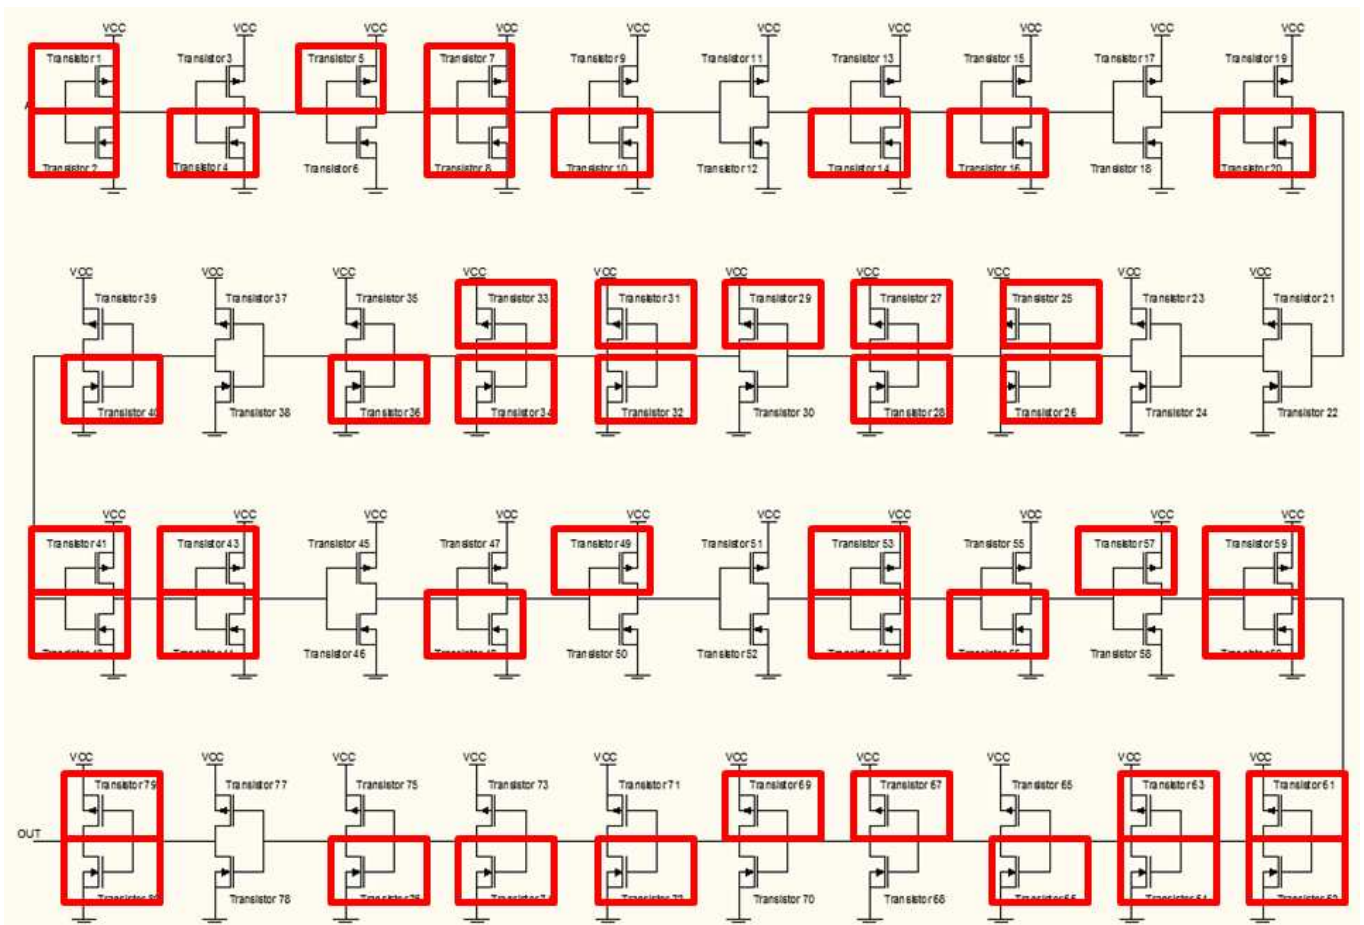 VCC VCC VCC VCC VCC VCC VCC VCC VCC VCC
Transistor 1 Transistor 3 Transistor 5 Transistor 7 Transistor 9 Transistor 11 Transistor 13 Transistor 15 Transistor 17 Transistor 19
Transistor 2 Transistor 4 Transistor 6 Transistor 8 Transistor 10 Transistor 12 Transistor 14 Transistor 16 Transistor 18 Transistor 20
VCC VCC VCC VCC VCC VCC VCC VCC VCC VCC
Transistor 39 Transistor 37 Transistor 35 Transistor 33 Transistor 31 Transistor 29 Transistor 27 Transistor 25 Transistor 23 Transistor 21
Transistor 40 Transistor 38 Transistor 36 Transistor 34 Transistor 32 Transistor 30 Transistor 28 Transistor 26 Transistor 24 Transistor 22
VCC VCC VCC VCC VCC VCC VCC VCC VCC VCC
Transistor 41 Transistor 43 Transistor 45 Transistor 47 Transistor 49 Transistor 51 Transistor 53 Transistor 55 Transistor 57 Transistor 59
Transistor 46 Transistor 50 Transistor 52 Transistor 58
VCC VCC VCC VCC VCC VCC VCC VCC VCC VCC
Transistor 79 Transistor 77 Transistor 75 Transistor 73 Transistor 71 Transistor 69 Transistor 67 Transistor 65 Transistor 63 Transistor 61
OUT
Transistor 78 Transistor 70 Transistor 68